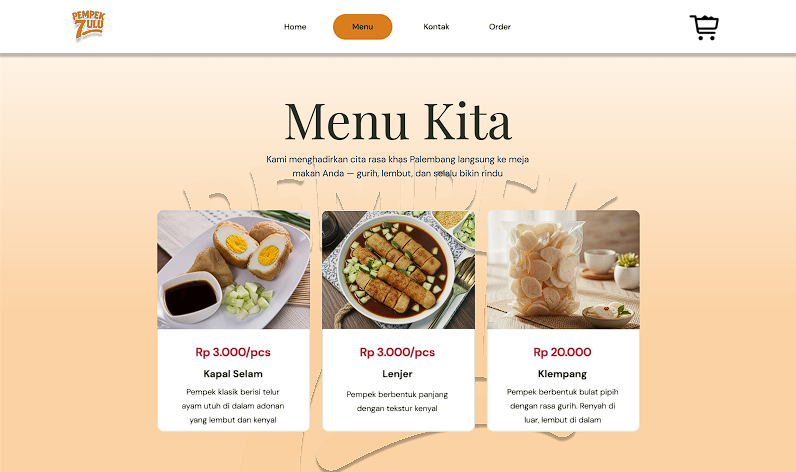 PEMPEK
7 ULU
Home
Menu
Kontak
Order
Menu Kita
Kami menghadirkan cita rasa khas Palembang langsung ke meja
makan Anda — gurih, lembut, dan selalu bikin rindu
Rp 3.000/pcs
Kapal Selam
Pempek klasik berisi telur
ayam utuh di dalam adonan
yang lembut dan kenyal
Rp 3.000/pcs
Lenjer
Pempek berbentuk panjang
dengan tekstur kenyal
Rp 20.000
Klempang
Pempek berbentuk bulat pipih
dengan rasa gurih. Renyah di
luar, lembut di dalam